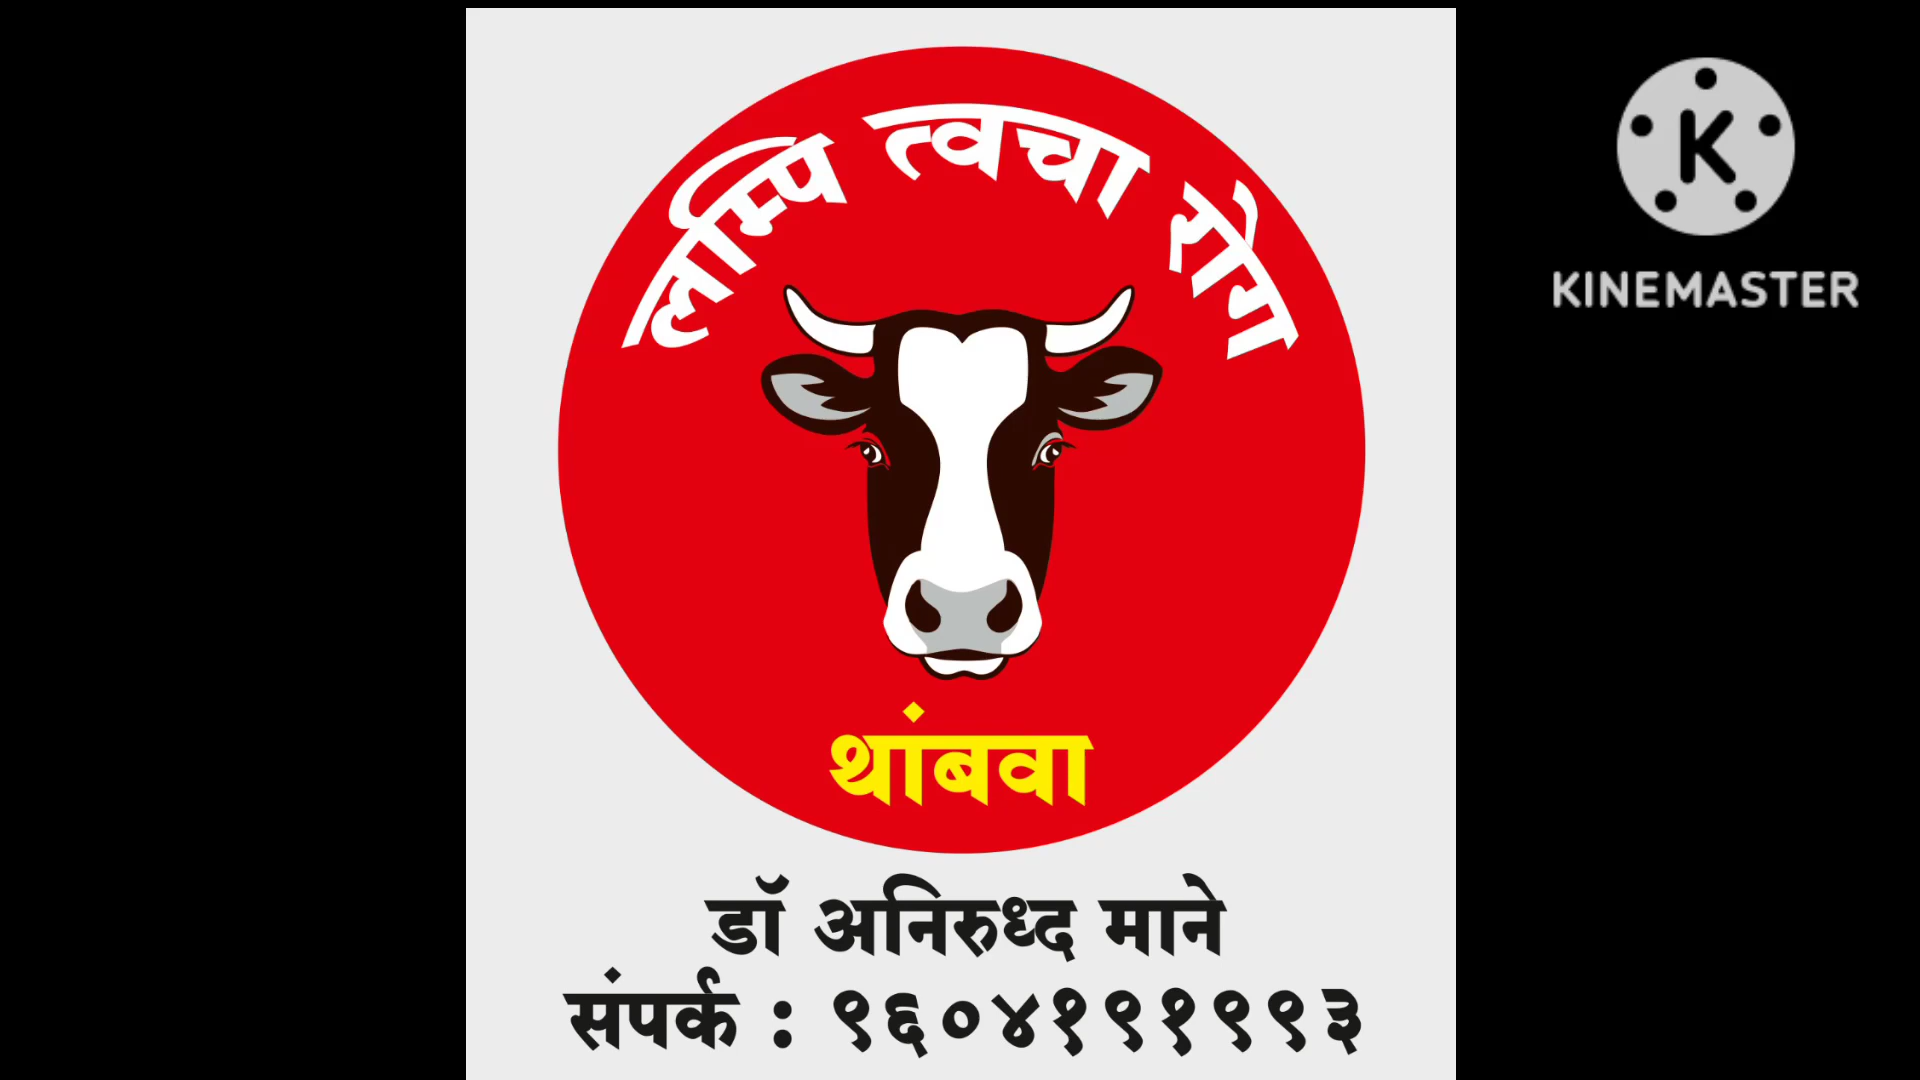 लम्पि त्वचा रोग
थांबवा
डॉ अनिरुध्द माने
संपर्क : ९६०४१९१९९३
K
KINEMASTER